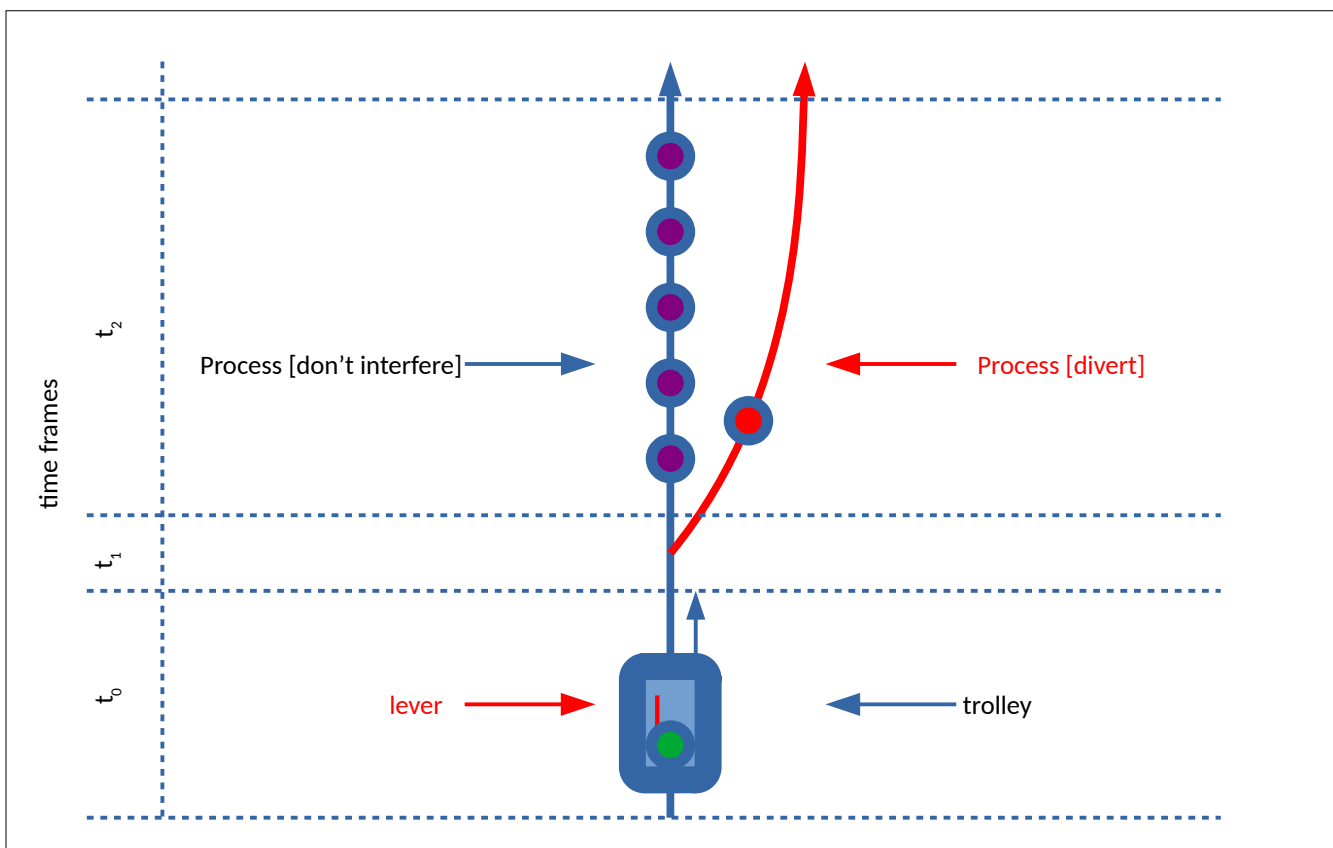 time frames
t₂
Process [don’t interfere]
Process [divert]
t₁
t₀
lever
trolley